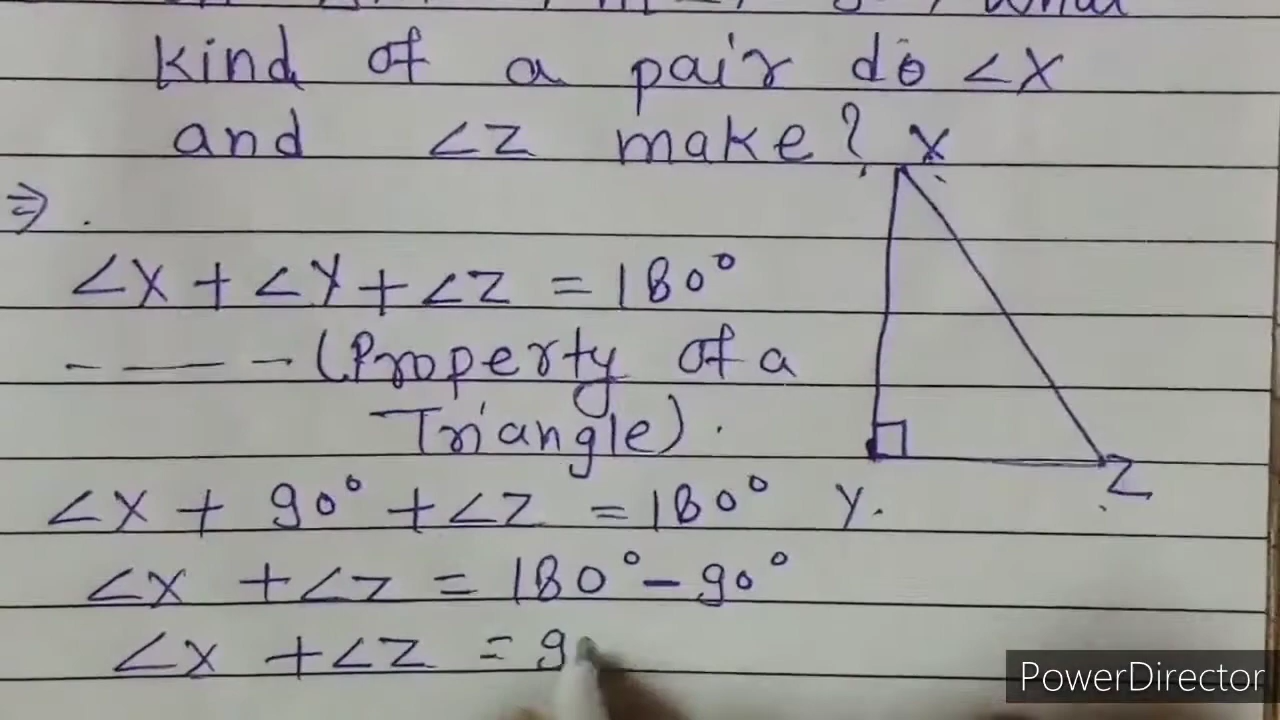 kind of a pair do ∠X
and ∠Z make?
X
⇒ .
∠X + ∠Y + ∠Z = 180°
- — - (Property of a
Triangle).
∠X + 90° + ∠Z = 180°
Y.
Z
∠X + ∠Z = 180° - 90°
∠X + ∠Z = 9
PowerDirector